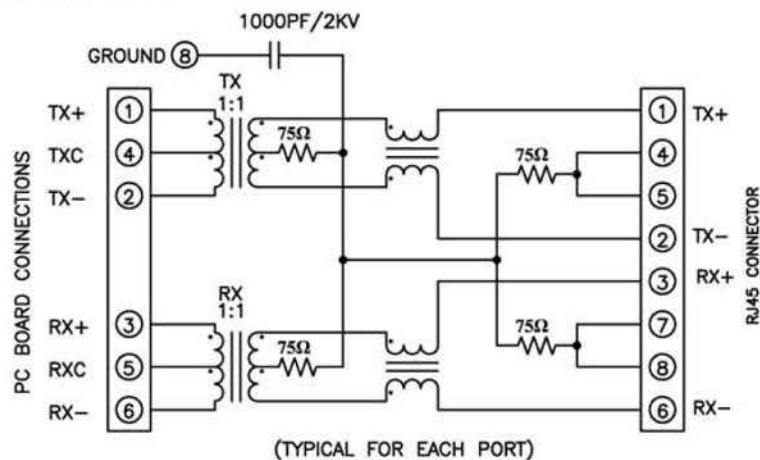 1000PF/2KV
GROUND 8
TX
1:1
TX+ 1
75Ω
1 TX+
TXC 4
75Ω
4
TX- 2
5
2 TX-
PC BOARD CONNECTIONS
RJ45 CONNECTOR
3 RX+
RX
1:1
RX+ 3
75Ω
75Ω
7
RXC 5
8
RX- 6
6 RX-
(TYPICAL FOR EACH PORT)